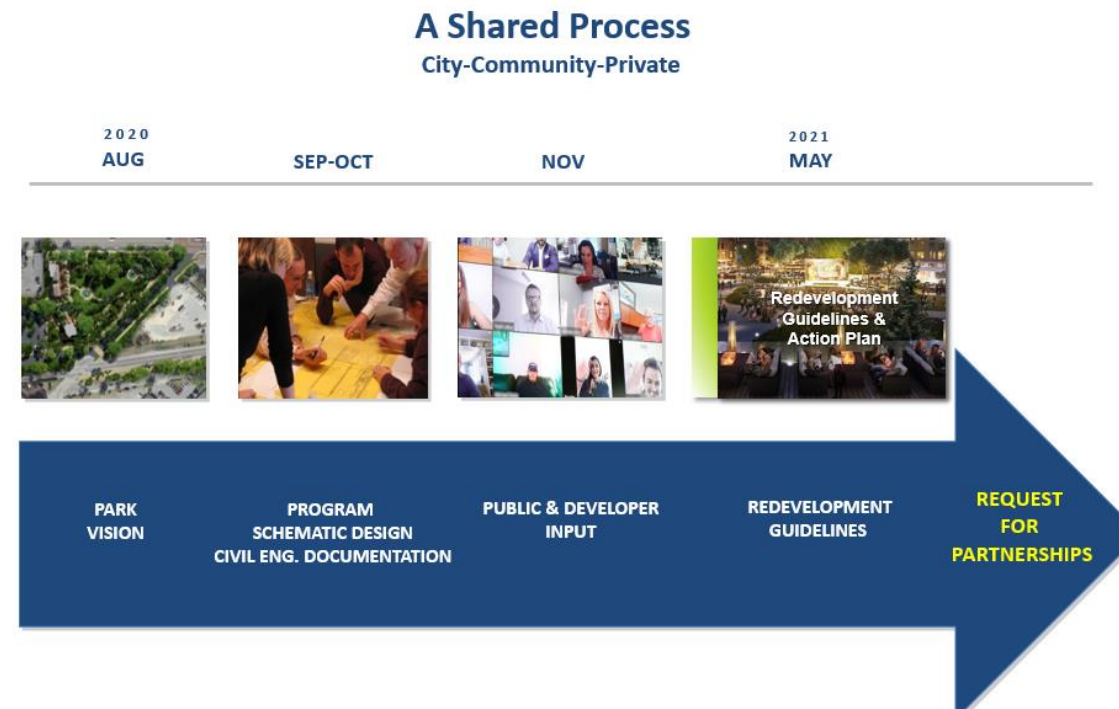 A Shared Process
City-Community-Private
2020
AUG
SEP-OCT
NOV
2021
MAY
Redevelopment
Guidelines &
Action Plan
PARK
VISION
PROGRAM
SCHEMATIC DESIGN
CIVIL ENG. DOCUMENTATION
PUBLIC & DEVELOPER
INPUT
REDEVELOPMENT
GUIDELINES
REQUEST
FOR
PARTNERSHIPS